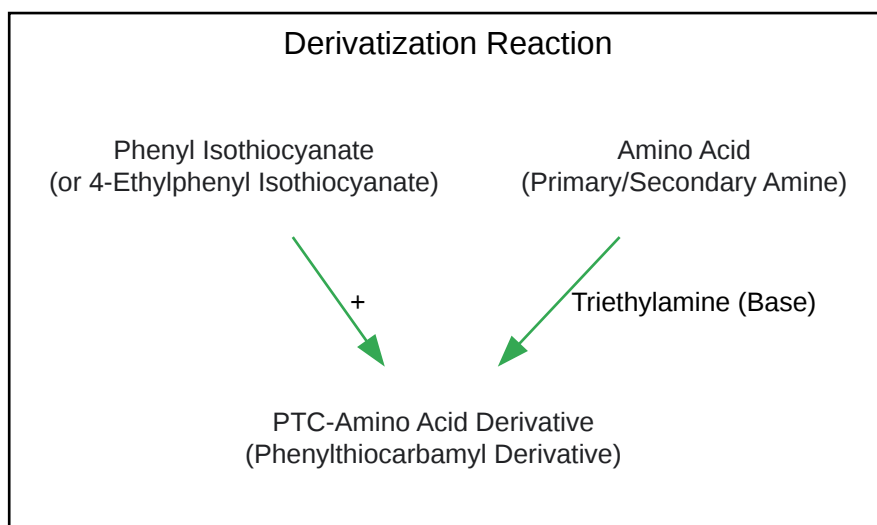 Derivatization Reaction
Phenyl Isothiocyanate
(or 4-Ethylphenyl Isothiocyanate)
Amino Acid
(Primary/Secondary Amine)
+
Triethylamine (Base)
PTC-Amino Acid Derivative
(Phenylthiocarbamyl Derivative)